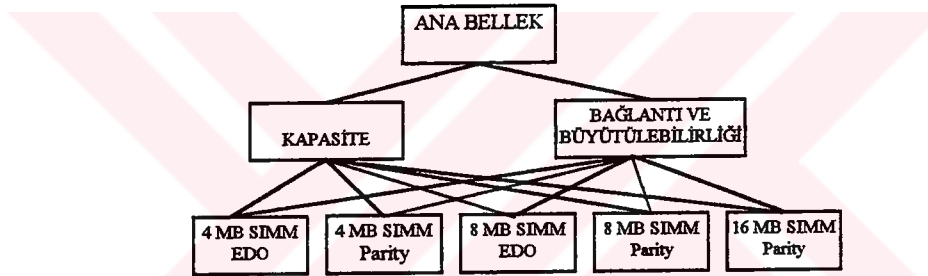 ANA BELLEK
KAPASİTE
BAĞLANTI VE
BÜYÜTÜLEBİLİRLİĞİ
4 MB SIMM
EDO
4 MB SIMM
Parity
8 MB SIMM
EDO
8 MB SIMM
Parity
16 MB SIMM
Parity